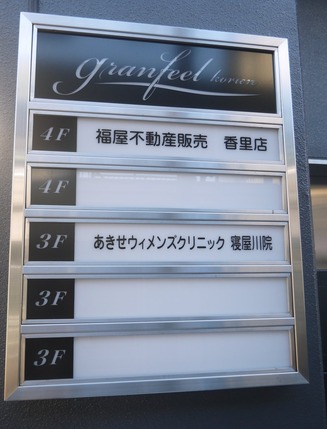 granfeel korien
4F 福屋不動産販売 香里店
4F
3F あきせウィメンズクリニック 寝屋川院
3F
3F